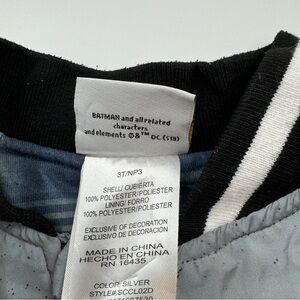 BATMAN and all related
characters
and elements ©&™ DC. (S19)
3T/NP3
SHELL/ CUBIERTA
100% POLYESTER/POLIESTER
LINING: FORRO
100% POLYESTER/POLIESTER
EXCLUSIVE OF DECORATION
EXCLUSIVO DE DECORACION
MADE IN CHINA
HECHO EN CHINA
RN 16435
COLOR: SILVER
STYLE#:SCCL02D